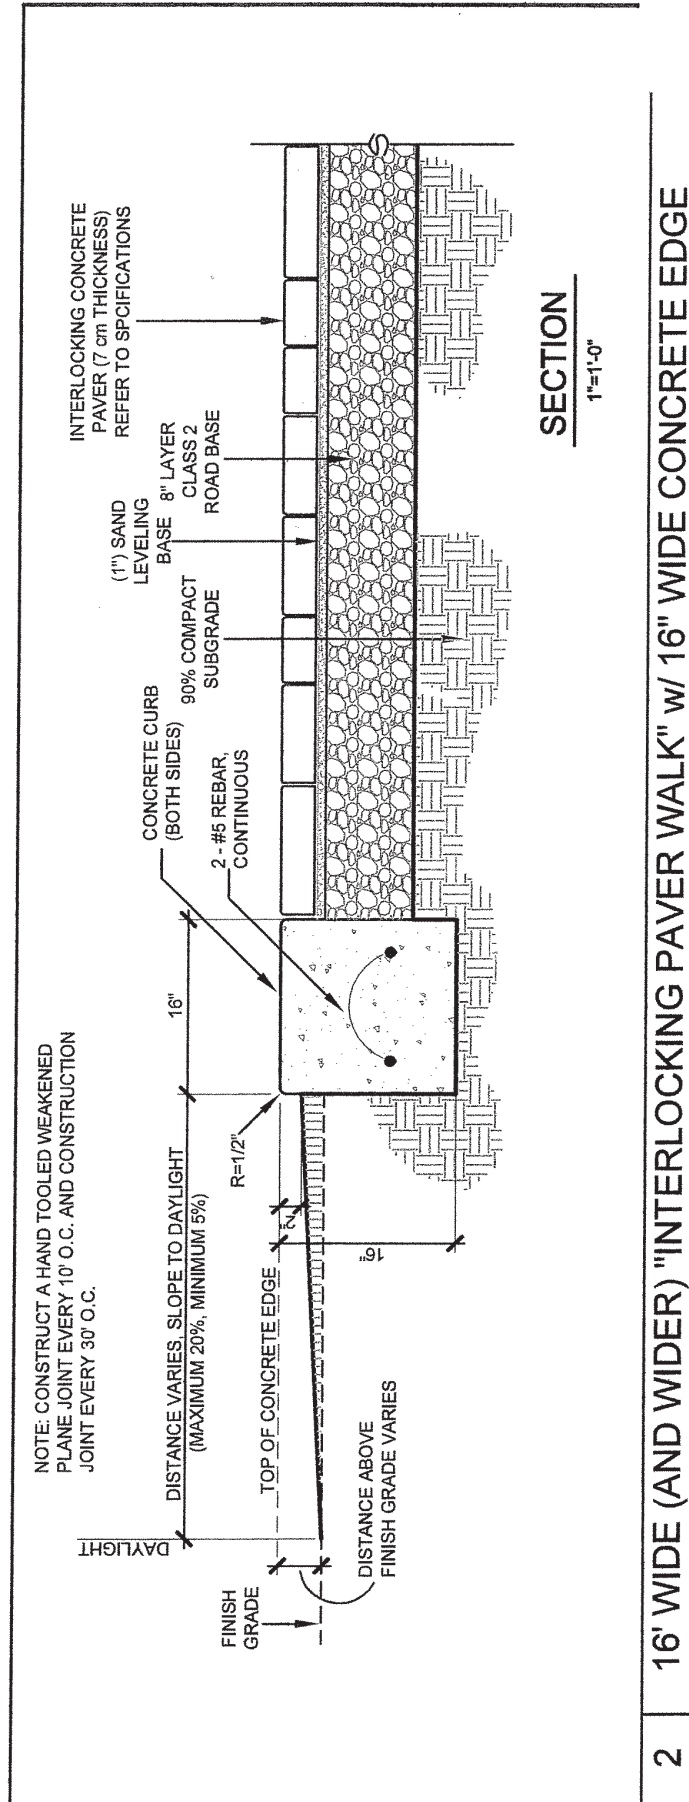 NOTE: CONSTRUCT A HAND TOOLED WEAKENED
PLANE JOINT EVERY 10' O.C. AND CONSTRUCTION
JOINT EVERY 30' O.C.
DAYLIGHT
DISTANCE VARIES, SLOPE TO DAYLIGHT
(MAXIMUM 20%, MINIMUM 5%)
16"
CONCRETE CURB
(BOTH SIDES)
2 - #5 REBAR,
CONTINUOUS
90% COMPACT
SUBGRADE
(1") SAND
LEVELING
BASE
8" LAYER
CLASS 2
ROAD BASE
INTERLOCKING CONCRETE
PAVER (7 cm THICKNESS)
REFER TO SPCIFICATIONS
FINISH
GRADE
TOP OF CONCRETE EDGE
R=1/2"
2"
16"
DISTANCE ABOVE
FINISH GRADE VARIES
SECTION
1"=1'-0"
2
16' WIDE (AND WIDER) "INTERLOCKING PAVER WALK" w/ 16" WIDE CONCRETE EDGE